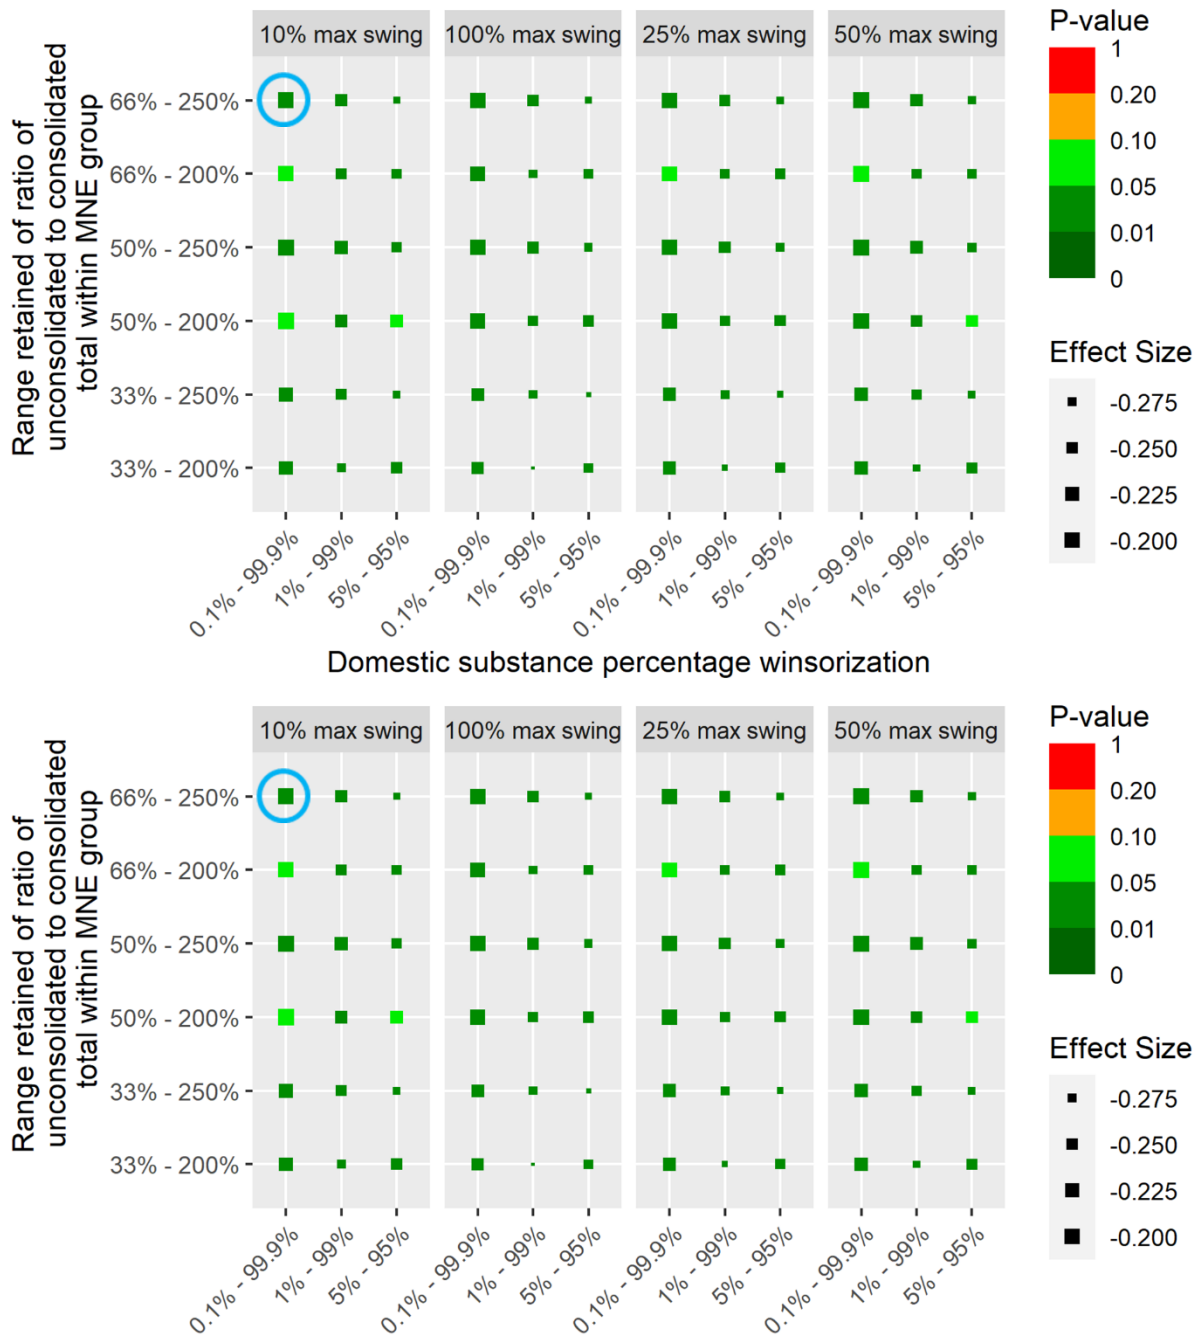 10% max swing 100% max swing 25% max swing 50% max swing
Range retained of ratio of
unconsolidated to consolidated
total within MNE group
66% - 250%
66% - 200%
50% - 250%
50% - 200%
33% - 250%
33% - 200%
0.1% - 99.9% 1% - 99% 5% - 95% 0.1% - 99.9% 1% - 99% 5% - 95% 0.1% - 99.9% 1% - 99% 5% - 95% 0.1% - 99.9% 1% - 99% 5% - 95%
Domestic substance percentage winsorization
P-value
1
0.20
0.10
0.05
0.01
0
Effect Size
-0.275
-0.250
-0.225
-0.200
10% max swing 100% max swing 25% max swing 50% max swing
Range retained of ratio of
unconsolidated to consolidated
total within MNE group
66% - 250%
66% - 200%
50% - 250%
50% - 200%
33% - 250%
33% - 200%
0.1% - 99.9% 1% - 99% 5% - 95% 0.1% - 99.9% 1% - 99% 5% - 95% 0.1% - 99.9% 1% - 99% 5% - 95% 0.1% - 99.9% 1% - 99% 5% - 95%
P-value
1
0.20
0.10
0.05
0.01
0
Effect Size
-0.275
-0.250
-0.225
-0.200